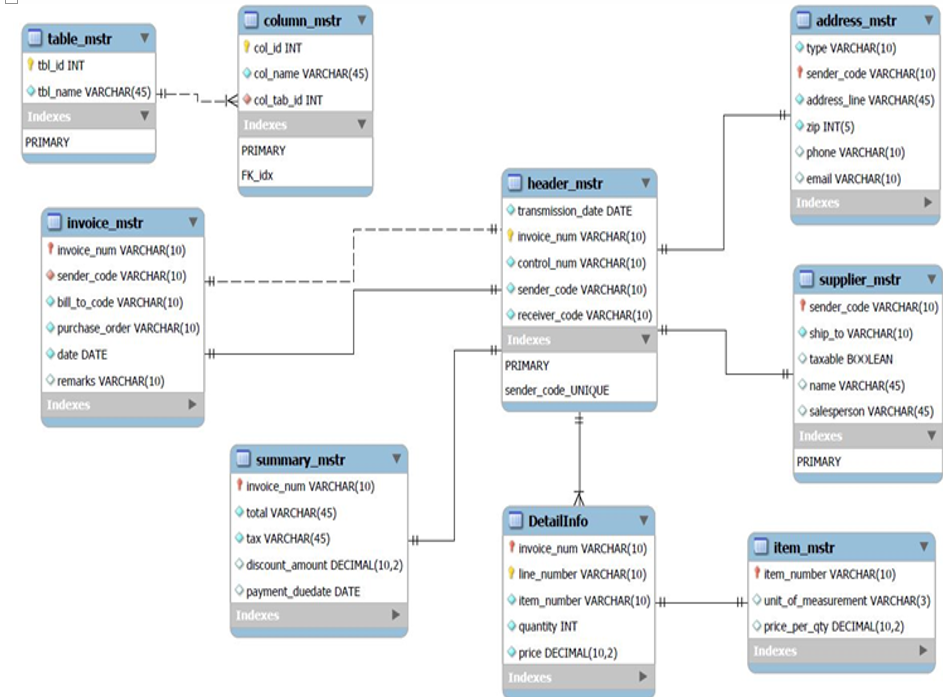 table_mstr
tbl_id INT
tbl_name VARCHAR(45)
Indexes
PRIMARY
column_mstr
col_id INT
col_name VARCHAR(45)
col_tab_id INT
Indexes
PRIMARY
FK_idx
address_mstr
type VARCHAR(10)
sender_code VARCHAR(10)
address_line VARCHAR(45)
zip INT(5)
phone VARCHAR(10)
email VARCHAR(10)
Indexes
invoice_mstr
invoice_num VARCHAR(10)
sender_code VARCHAR(10)
bill_to_code VARCHAR(10)
purchase_order VARCHAR(10)
date DATE
remarks VARCHAR(10)
Indexes
header_mstr
transmission_date DATE
invoice_num VARCHAR(10)
control_num VARCHAR(10)
sender_code VARCHAR(10)
receiver_code VARCHAR(10)
Indexes
PRIMARY
sender_code_UNIQUE
supplier_mstr
sender_code VARCHAR(10)
ship_to VARCHAR(10)
taxable BOOLEAN
name VARCHAR(45)
salesperson VARCHAR(45)
Indexes
PRIMARY
summary_mstr
invoice_num VARCHAR(10)
total VARCHAR(45)
tax VARCHAR(45)
discount_amount DECIMAL(10,2)
payment_duedate DATE
Indexes
DetailInfo
invoice_num VARCHAR(10)
line_number VARCHAR(10)
item_number VARCHAR(10)
quantity INT
price DECIMAL(10,2)
Indexes
item_mstr
item_number VARCHAR(10)
unit_of_measurement VARCHAR(3)
price_per_qty DECIMAL(10,2)
Indexes